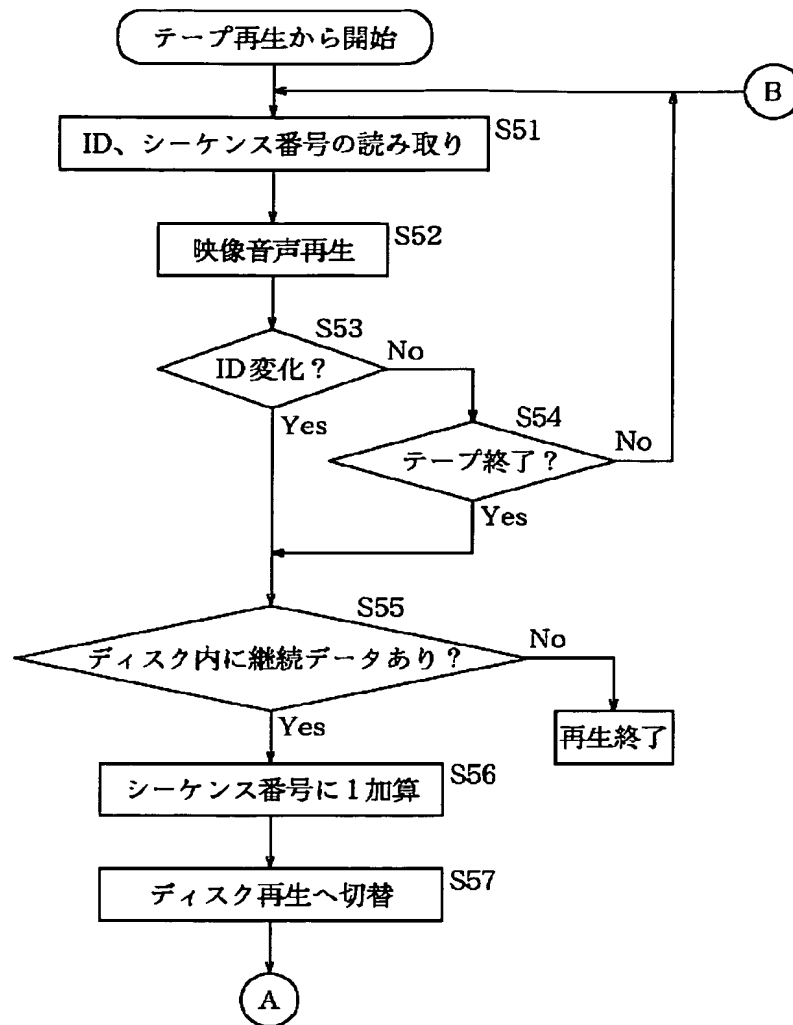 テープ再生から開始
B
ID、シーケンス番号の読み取り
S51
映像音声再生
S52
S53
ID変化？
No
Yes
S54
テープ終了？
No
Yes
S55
ディスク内に継続データあり？
No
Yes
再生終了
シーケンス番号に1加算
S56
ディスク再生へ切替
S57
A